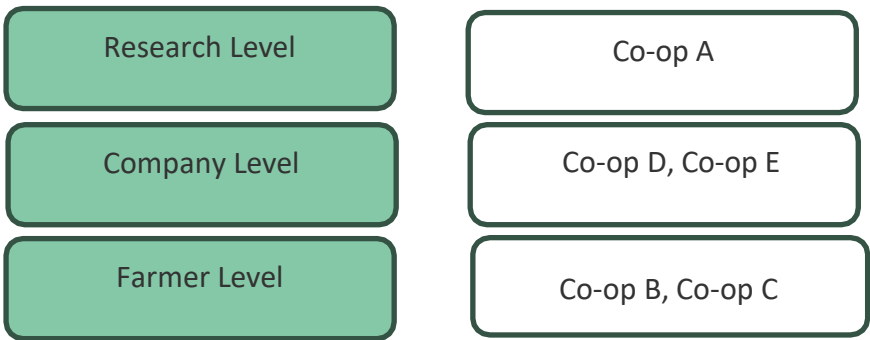 Research Level
Co-op A
Company Level
Co-op D, Co-op E
Farmer Level
Co-op B, Co-op C